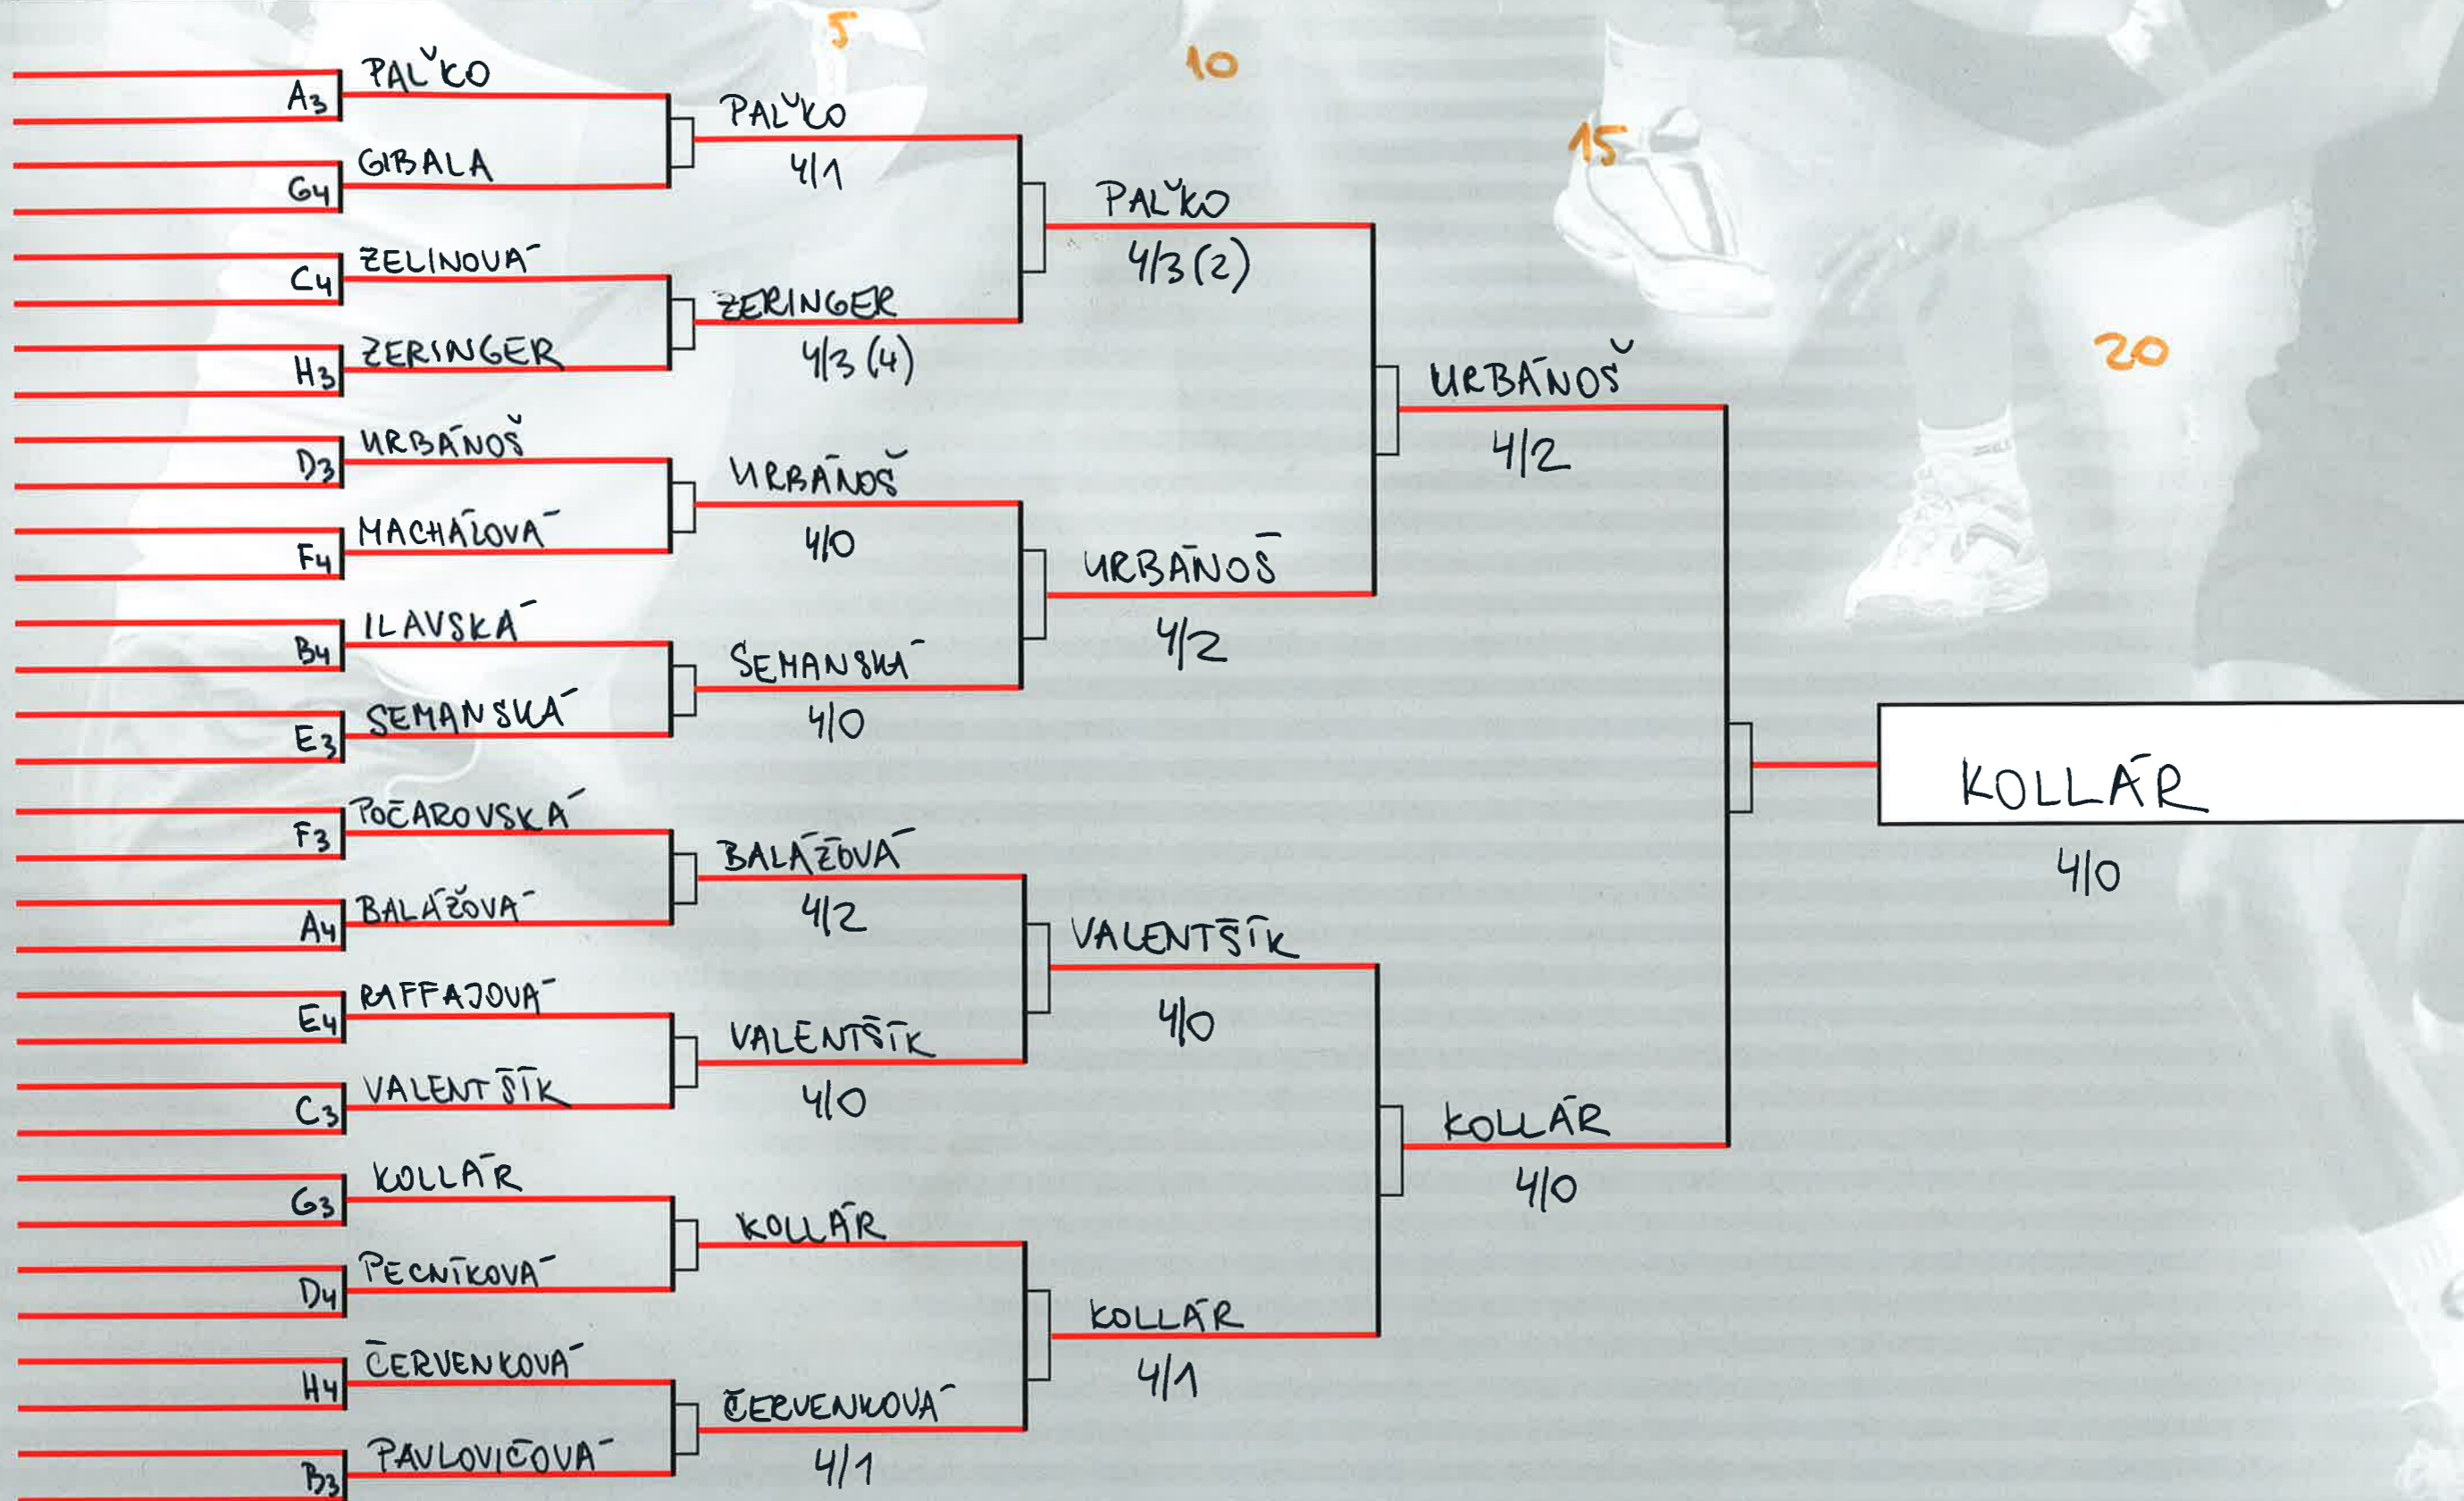 5
10
15
20
A3 PAĽKO
G4 GIBALA
C4 ZELINOVÁ
H3 ZERINGER
D3 URBÁNOŠ
F4 MACHÁLOVÁ
B4 ILAVSKÁ
E3 SEMANSKÁ
F3 POČAROVSKÁ
A4 BALÁŽOVÁ
E4 RAFFAJOVÁ
C3 VALENTŠÍK
G3 KOLLÁR
D4 PECNÍKOVÁ
H4 ČERVENKOVÁ
B3 PAVLOVIČOVÁ
PAĽKO
4/1
ZERINGER
4/3 (4)
URBÁNOŠ
4/0
SEMANSKÁ
4/0
BALÁŽOVÁ
4/2
VALENTŠÍK
4/0
KOLLÁR
ČERVENKOVÁ
4/1
PAĽKO
4/3 (2)
URBÁNOŠ
4/2
VALENTŠÍK
4/0
KOLLÁR
4/1
URBÁNOŠ
4/2
KOLLÁR
4/0
KOLLÁR
4/0